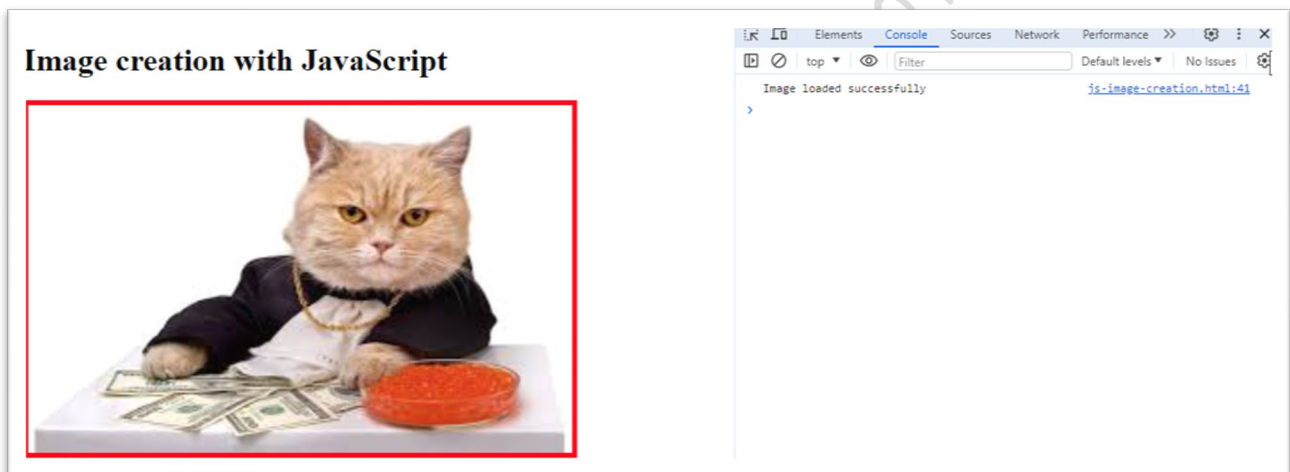 Image creation with JavaScript
Elements Console Sources Network Performance
top Filter Default levels No Issues
Image loaded successfully js-image-creation.html:41